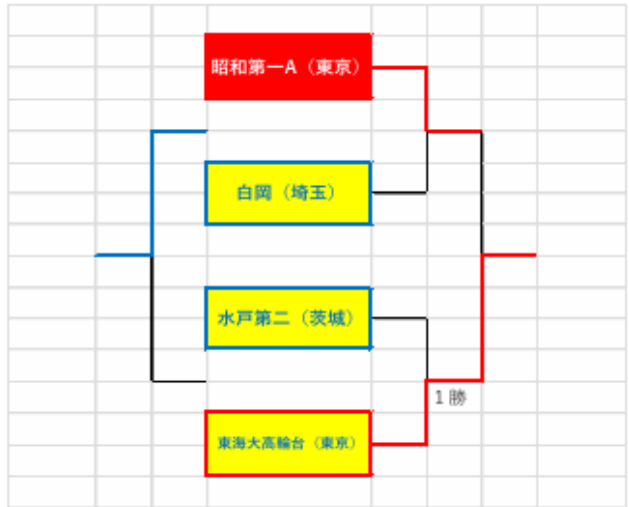 昭和第一A（東京）
白岡（埼玉）
水戸第二（茨城）
1勝
東海大高輪台（東京）